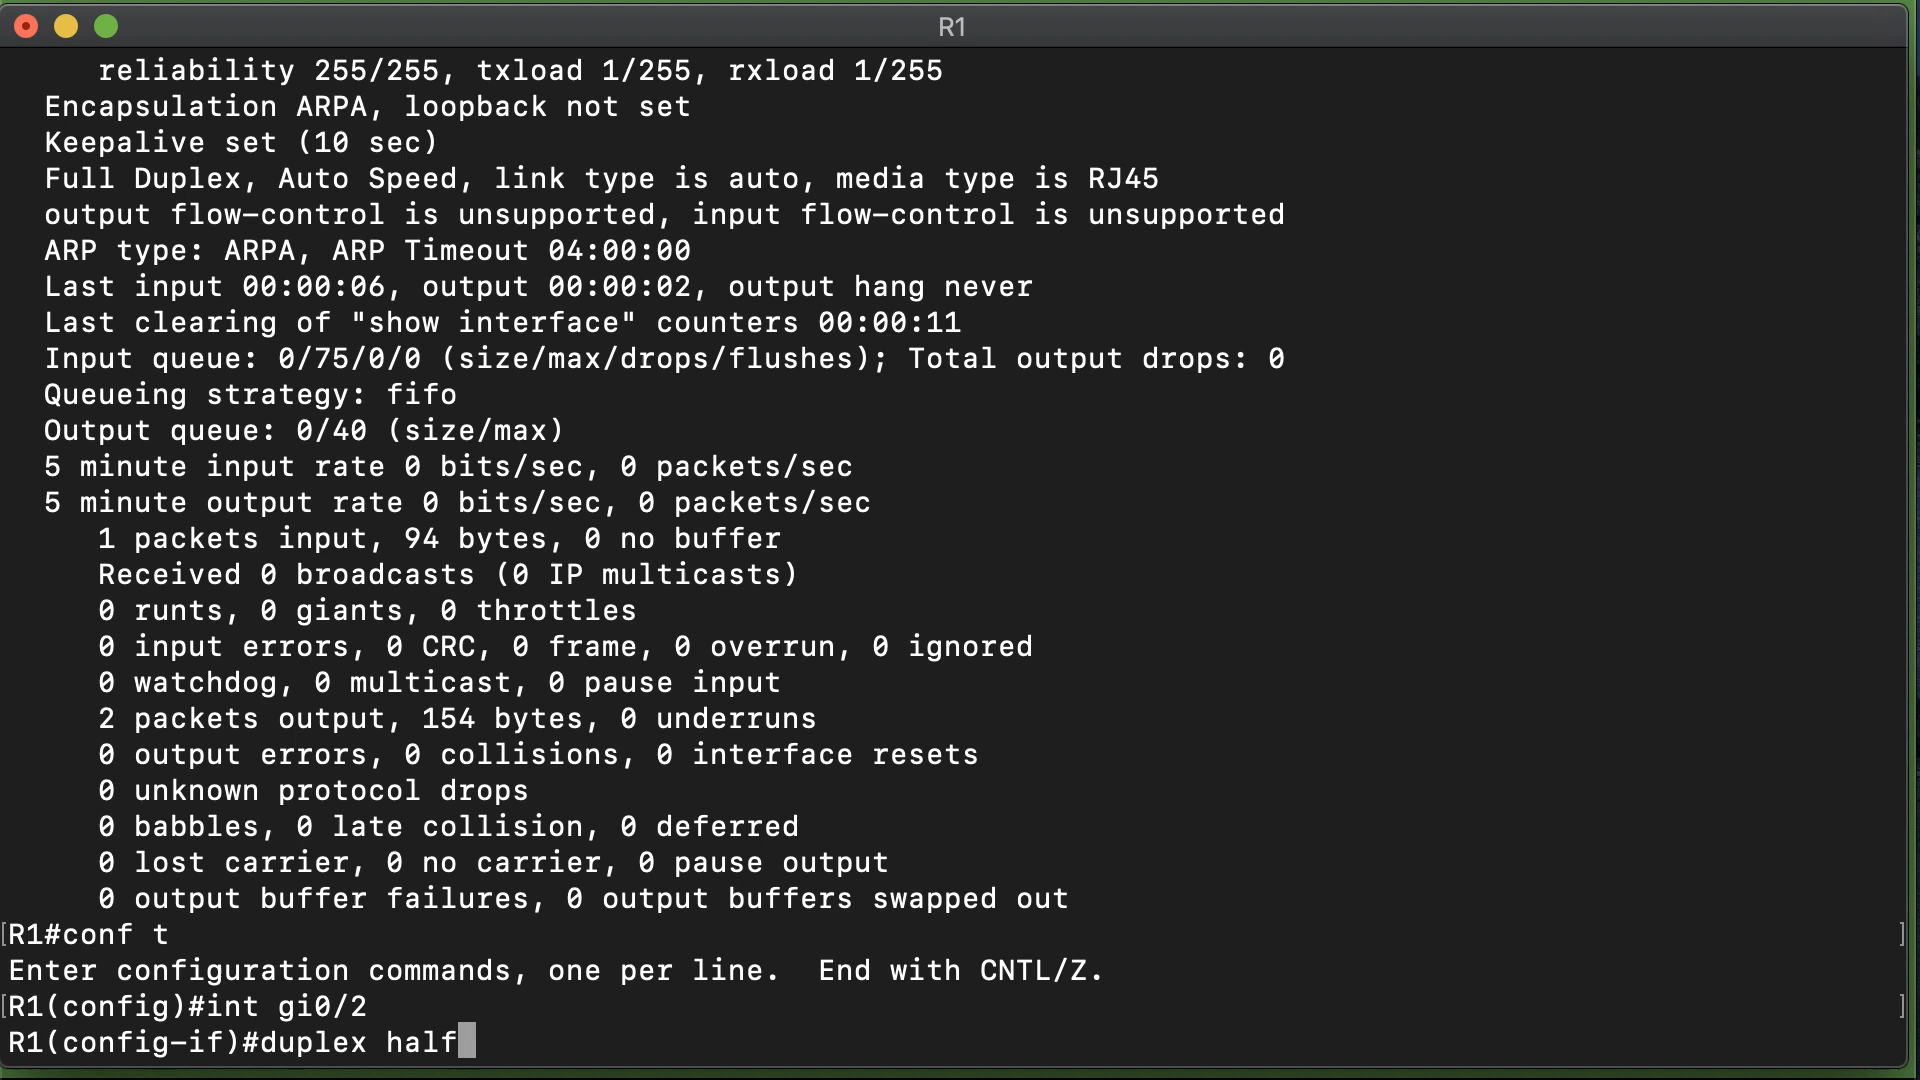 R1
reliability 255/255, txload 1/255, rxload 1/255
Encapsulation ARPA, loopback not set
Keepalive set (10 sec)
Full Duplex, Auto Speed, link type is auto, media type is RJ45
output flow-control is unsupported, input flow-control is unsupported
ARP type: ARPA, ARP Timeout 04:00:00
Last input 00:00:06, output 00:00:02, output hang never
Last clearing of "show interface" counters 00:00:11
Input queue: 0/75/0/0 (size/max/drops/flushes); Total output drops: 0
Queueing strategy: fifo
Output queue: 0/40 (size/max)
5 minute input rate 0 bits/sec, 0 packets/sec
5 minute output rate 0 bits/sec, 0 packets/sec
1 packets input, 94 bytes, 0 no buffer
Received 0 broadcasts (0 IP multicasts)
0 runts, 0 giants, 0 throttles
0 input errors, 0 CRC, 0 frame, 0 overrun, 0 ignored
0 watchdog, 0 multicast, 0 pause input
2 packets output, 154 bytes, 0 underruns
0 output errors, 0 collisions, 0 interface resets
0 unknown protocol drops
0 babbles, 0 late collision, 0 deferred
0 lost carrier, 0 no carrier, 0 pause output
0 output buffer failures, 0 output buffers swapped out
[R1#conf t ]
Enter configuration commands, one per line.  End with CNTL/Z.
[R1(config)#int gi0/2 ]
R1(config-if)#duplex half